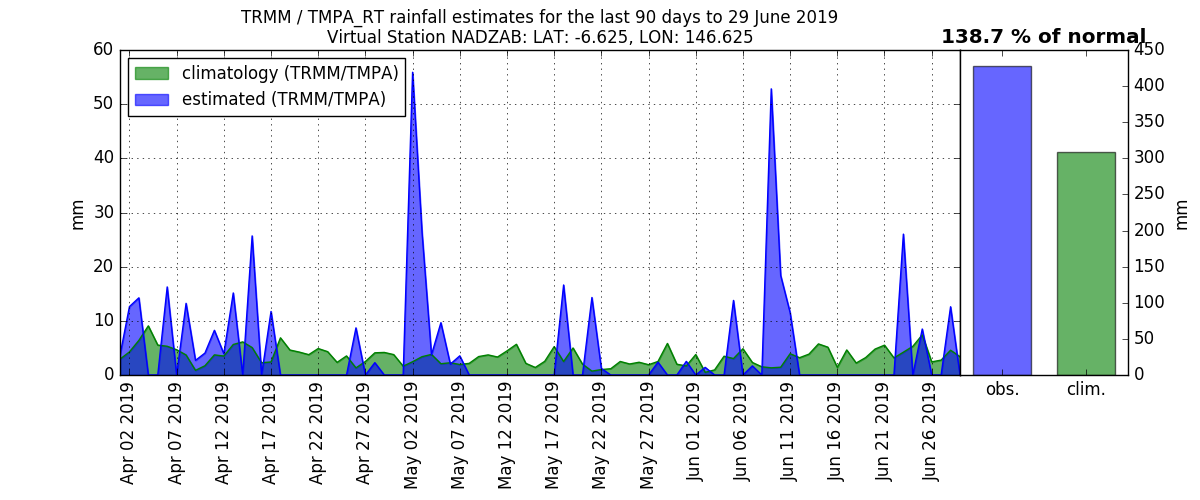 TRMM / TMPA_RT rainfall estimates for the last 90 days to 29 June 2019
Virtual Station NADZAB: LAT: -6.625, LON: 146.625
138.7 % of normal
climatology (TRMM/TMPA)
estimated (TRMM/TMPA)
mm
60
50
40
30
20
10
0
Apr 02 2019
Apr 07 2019
Apr 12 2019
Apr 17 2019
Apr 22 2019
Apr 27 2019
May 02 2019
May 07 2019
May 12 2019
May 17 2019
May 22 2019
May 27 2019
Jun 01 2019
Jun 06 2019
Jun 11 2019
Jun 16 2019
Jun 21 2019
Jun 26 2019
obs.
clim.
450
400
350
300
250
200
150
100
50
0
mm